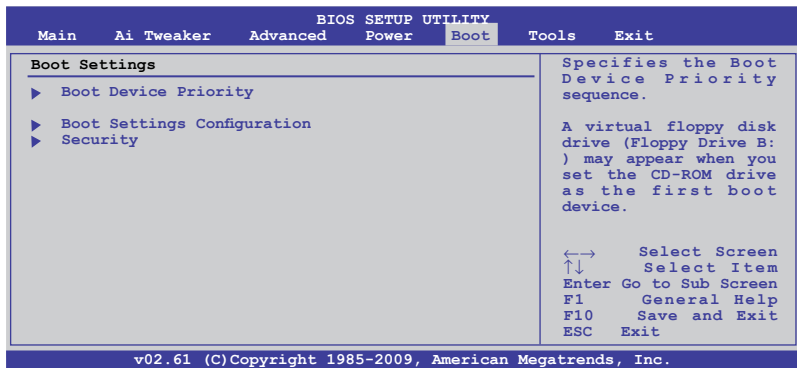 BIOS SETUP UTILITY
Main Ai Tweaker Advanced Power Boot Tools Exit
Boot Settings
Boot Device Priority
Boot Settings Configuration
Security
Specifies the Boot
Device Priority
sequence.
A virtual floppy disk
drive (Floppy Drive B:
) may appear when you
set the CD-ROM drive
as the first boot
device.
←→ Select Screen
↑↓ Select Item
Enter Go to Sub Screen
F1 General Help
F10 Save and Exit
ESC Exit
v02.61 (C)Copyright 1985-2009, American Megatrends, Inc.